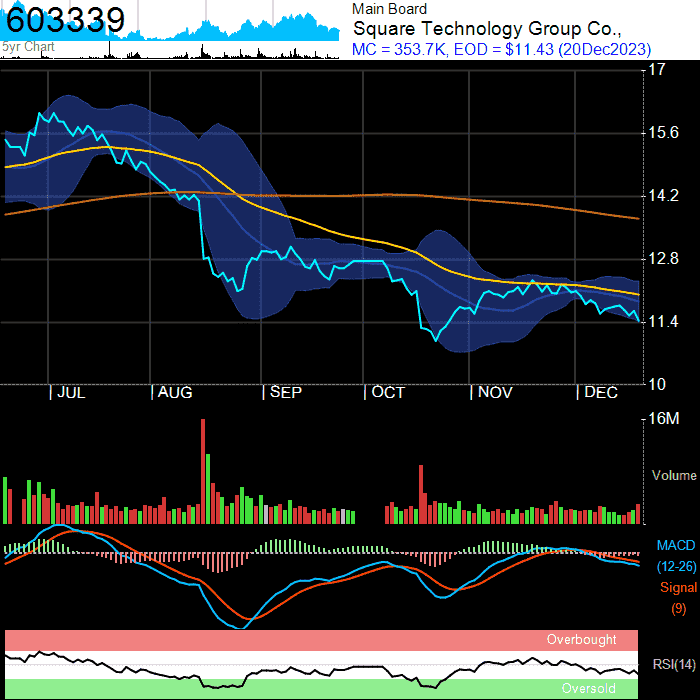 603339
5yr Chart
Main Board
Square Technology Group Co.,
MC = 353.7K, EOD = $11.43 (20Dec2023)
17
15.6
14.2
12.8
11.4
10
| JUL | AUG | SEP | OCT | NOV | DEC
16M
Volume
MACD
(12-26)
Signal
(9)
Overbought
RSI(14)
Oversold